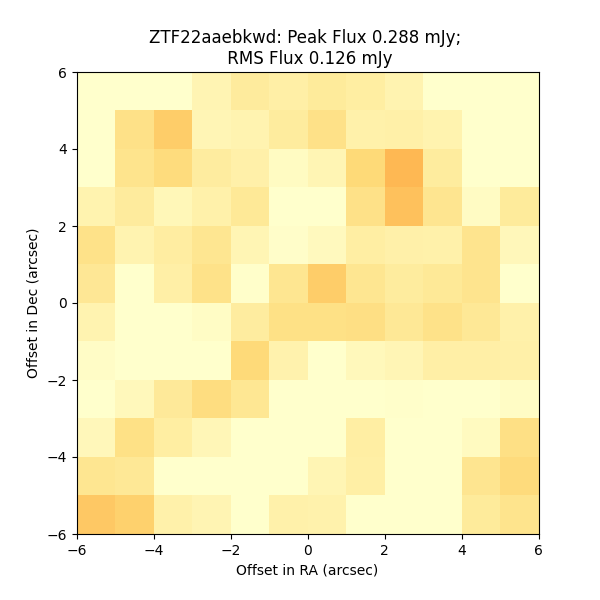 ZTF22aaebkwd: Peak Flux 0.288 mJy;
RMS Flux 0.126 mJy
6
4
2
0
−2
−4
−6
Offset in Dec (arcsec)
−6 −4 −2 0 2 4 6
Offset in RA (arcsec)